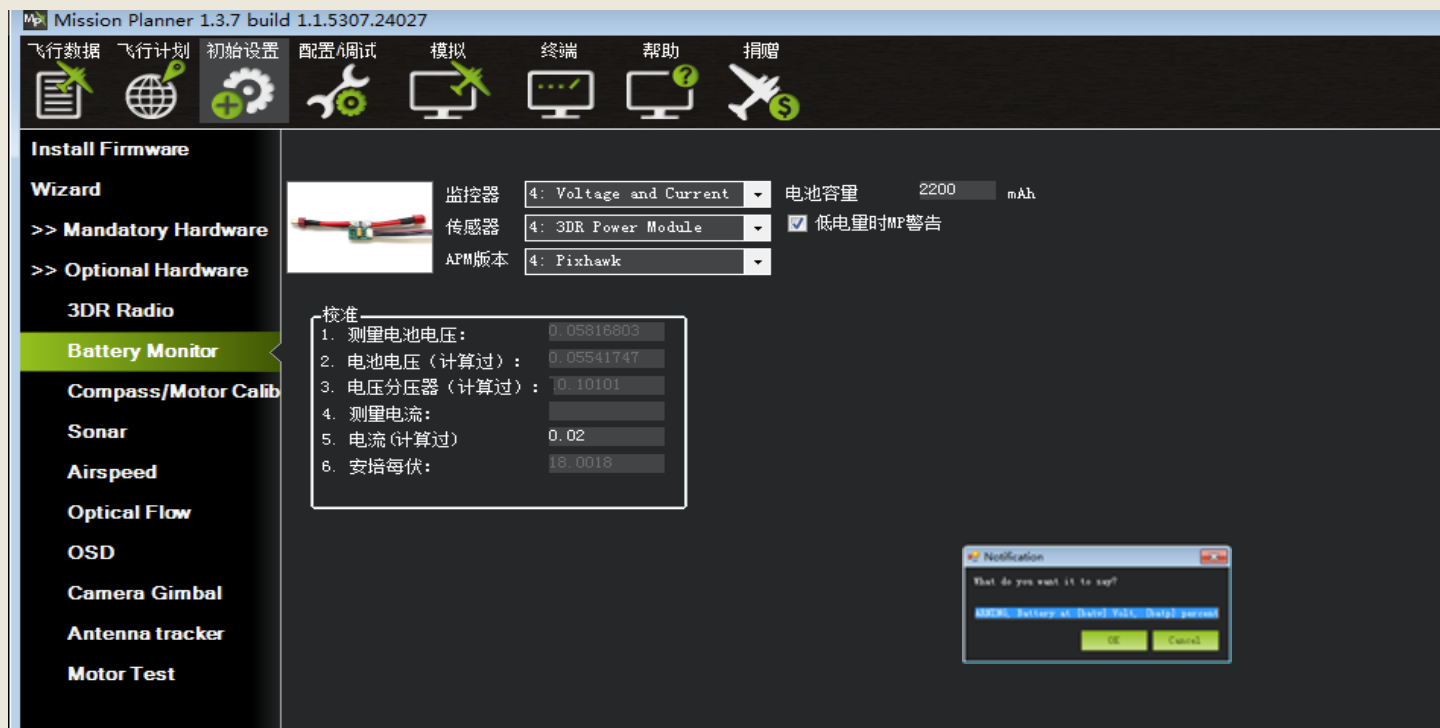 Mission Planner 1.3.7 build 1.1.5307.24027
飞行数据 飞行计划 初始设置 配置/调试 模拟 终端 帮助 捐赠
Install Firmware
Wizard
>> Mandatory Hardware
>> Optional Hardware
3DR Radio
Battery Monitor
Compass/Motor Calib
Sonar
Airspeed
Optical Flow
OSD
Camera Gimbal
Antenna tracker
Motor Test
监控器 4: Voltage and Current 电池容量 2200 mAh
传感器 4: 3DR Power Module 低电量时MP警告
APM版本 4: Pixhawk
校准
1. 测量电池电压: 0.05816803
2. 电池电压（计算过）: 0.05541747
3. 电压分压器（计算过）: .0.10101
4. 测量电流:
5. 电流(计算过) 0.02
6. 安培每伏: 18.0018
Notification
What do you want it to say?
ARNING, Battery at [batv] Volt, [batp] percent
OK Cancel